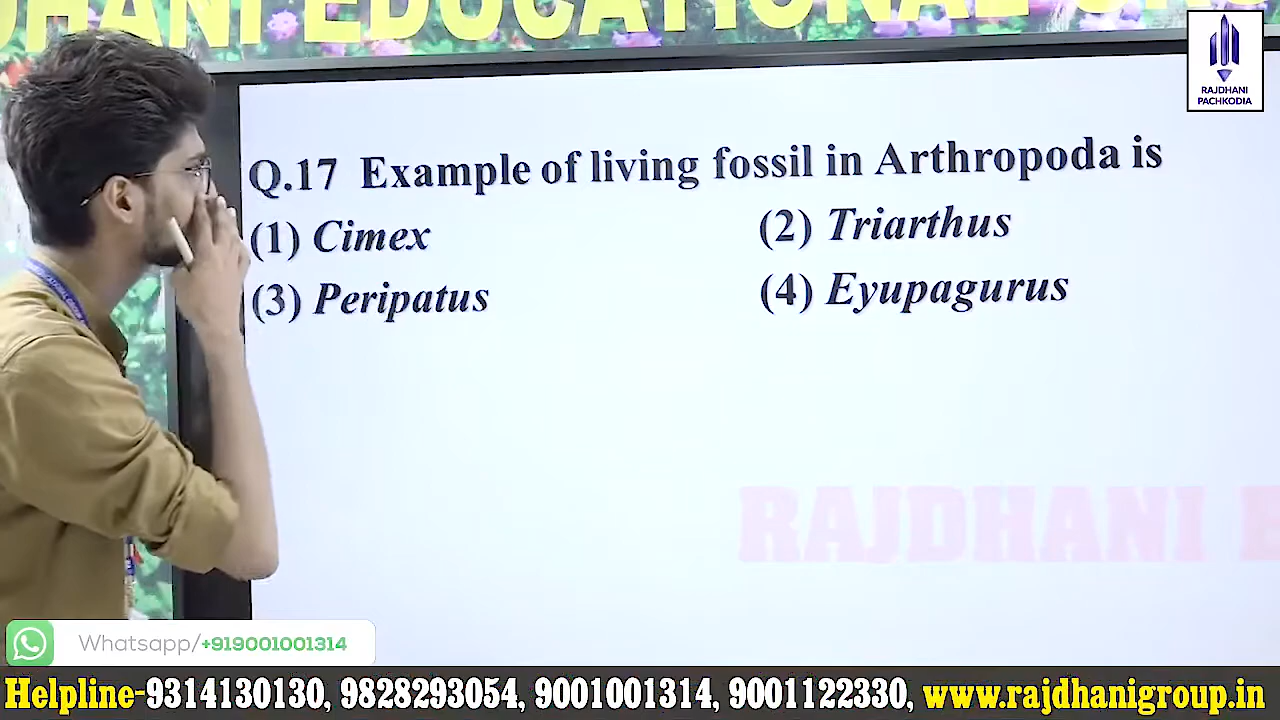 RAJDHANI
PACHKODIA
Q.17 Example of living fossil in Arthropoda is
(1) Cimex (2) Triarthus
(3) Peripatus (4) Eyupagurus
RAJDHANI
Whatsapp/+919001001314
Helpline-9314130130, 9828293054, 9001001314, 9001122330, www.rajdhanigroup.in